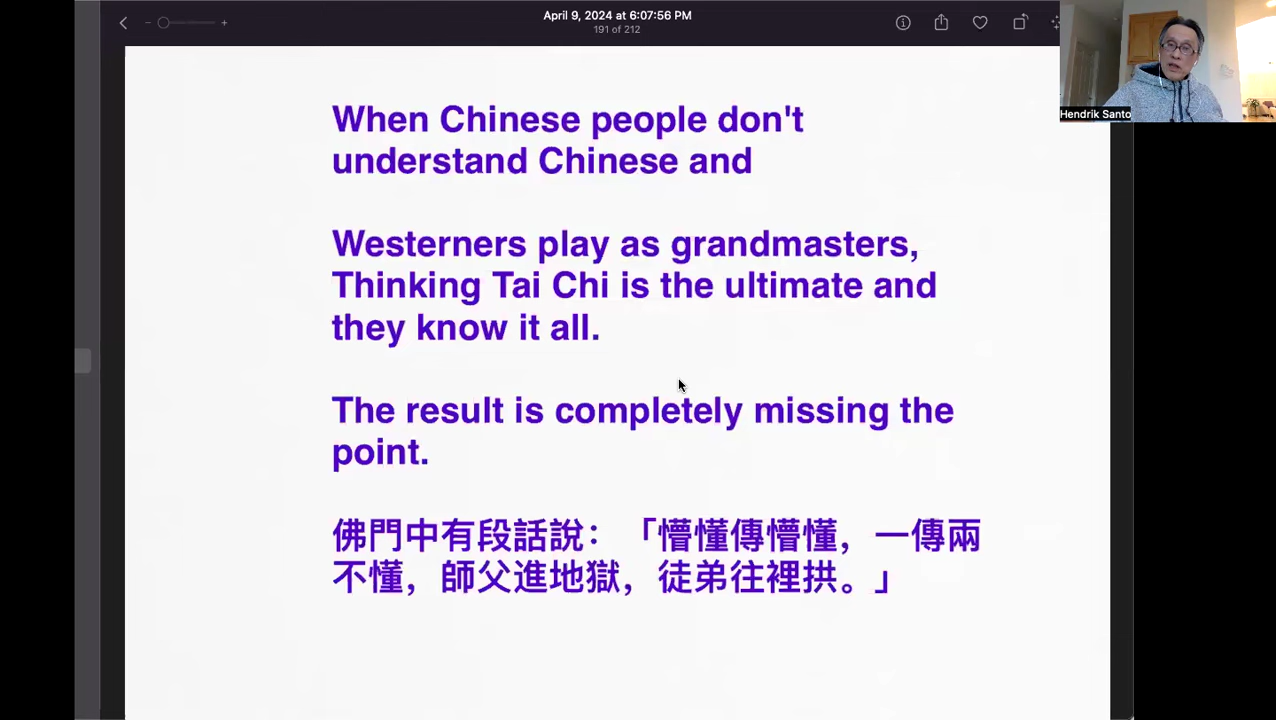 April 9, 2024 at 6:07:56 PM
191 of 212
Hendrik Santo
When Chinese people don't
understand Chinese and
Westerners play as grandmasters,
Thinking Tai Chi is the ultimate and
they know it all.
The result is completely missing the
point.
佛門中有段話說：「懵懂傳懵懂，一傳兩
不懂，師父進地獄，徒弟往裡拱。」